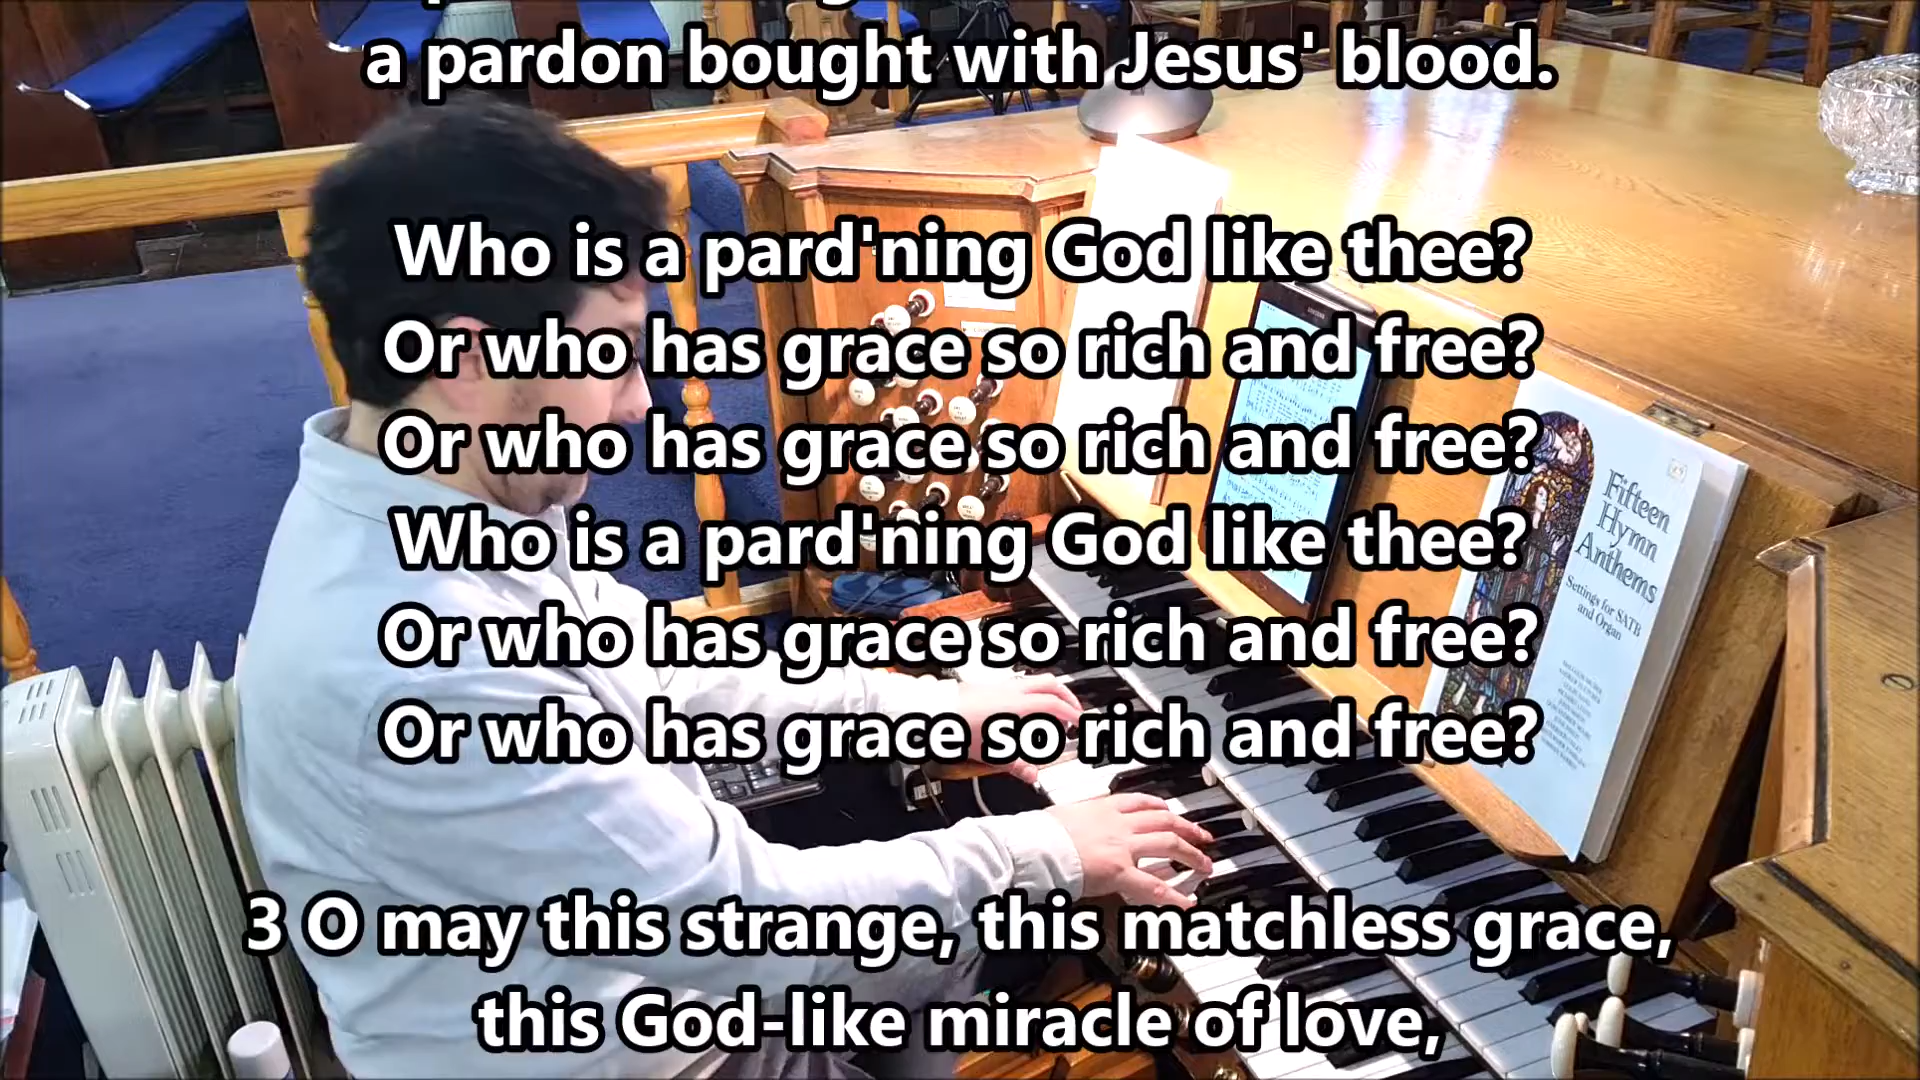 a pardon bought with Jesus' blood.
Who is a pard'ning God like thee?
Or who has grace so rich and free?
Or who has grace so rich and free?
Who is a pard'ning God like thee?
Or who has grace so rich and free?
Or who has grace so rich and free?
3 O may this strange, this matchless grace,
this God-like miracle of love,
Fifteen
Hymn
Anthems
Settings for SATB
and Organ